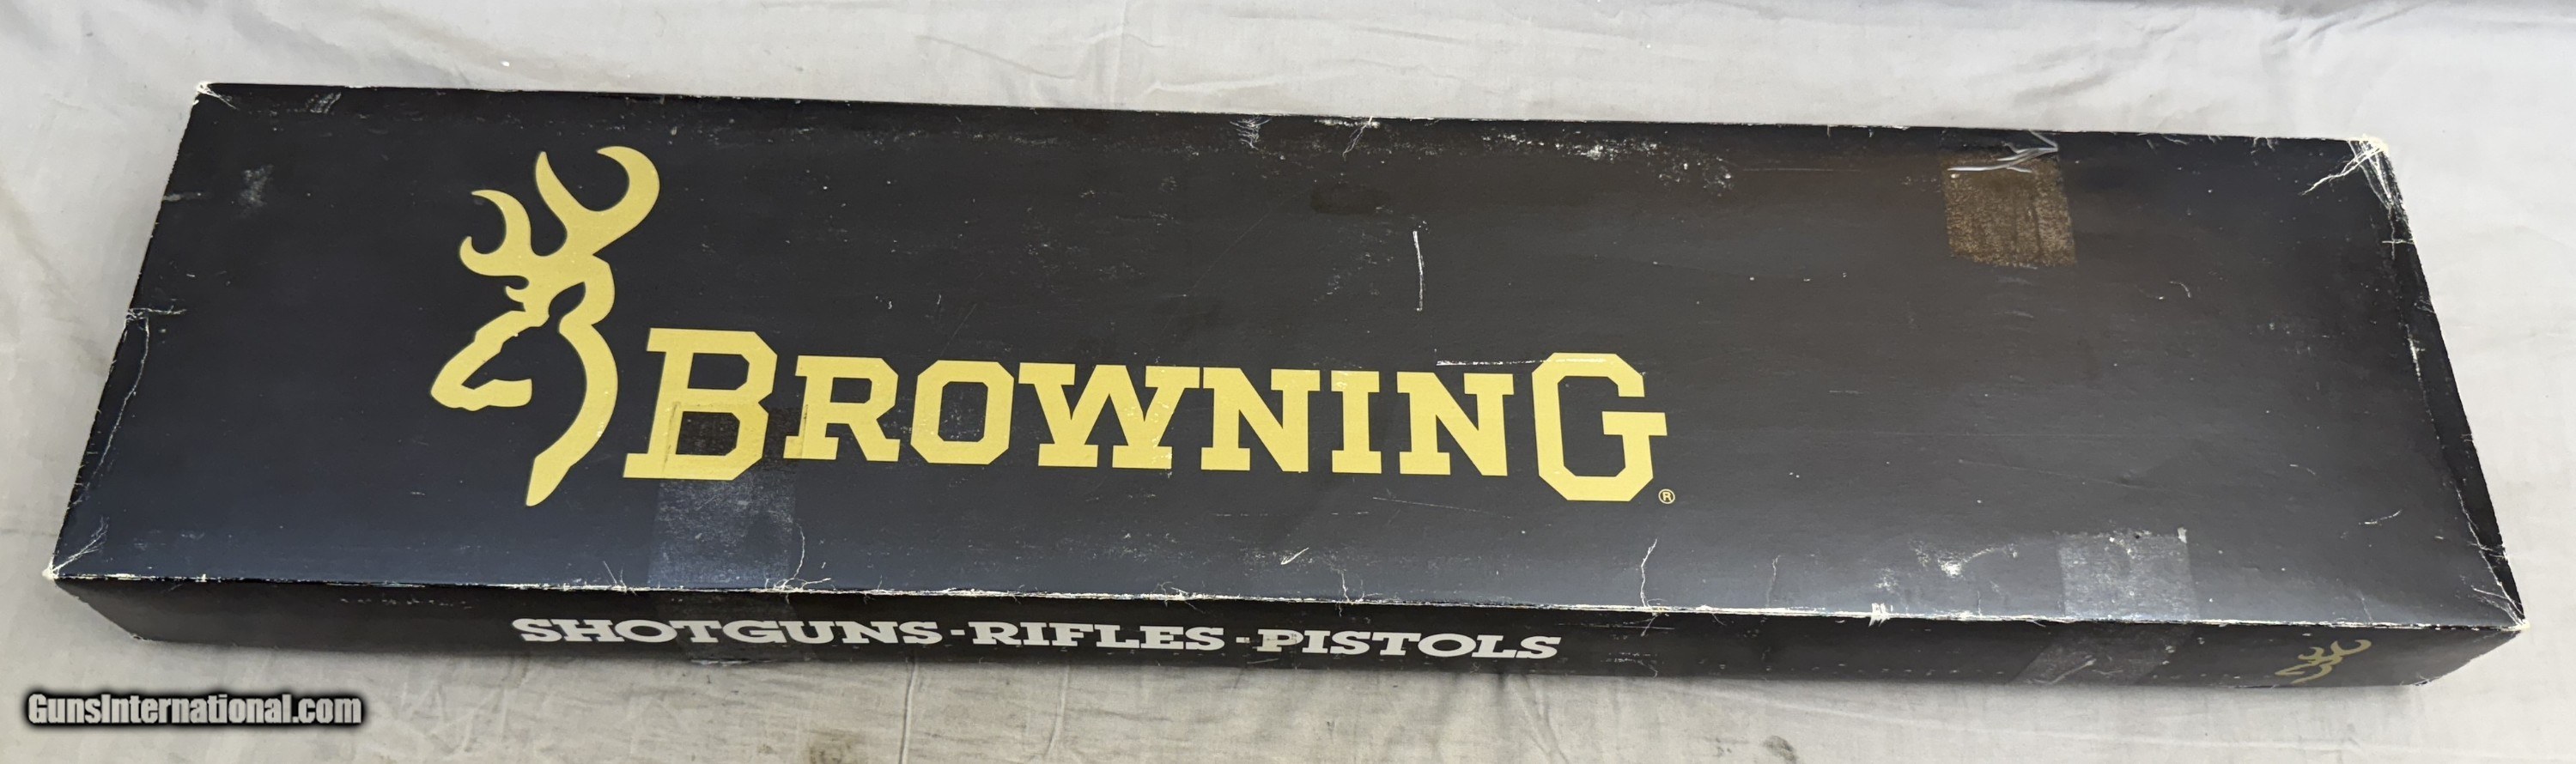 BROWNING®
SHOTGUNS-RIFLES-PISTOLS
GunsInternational.com